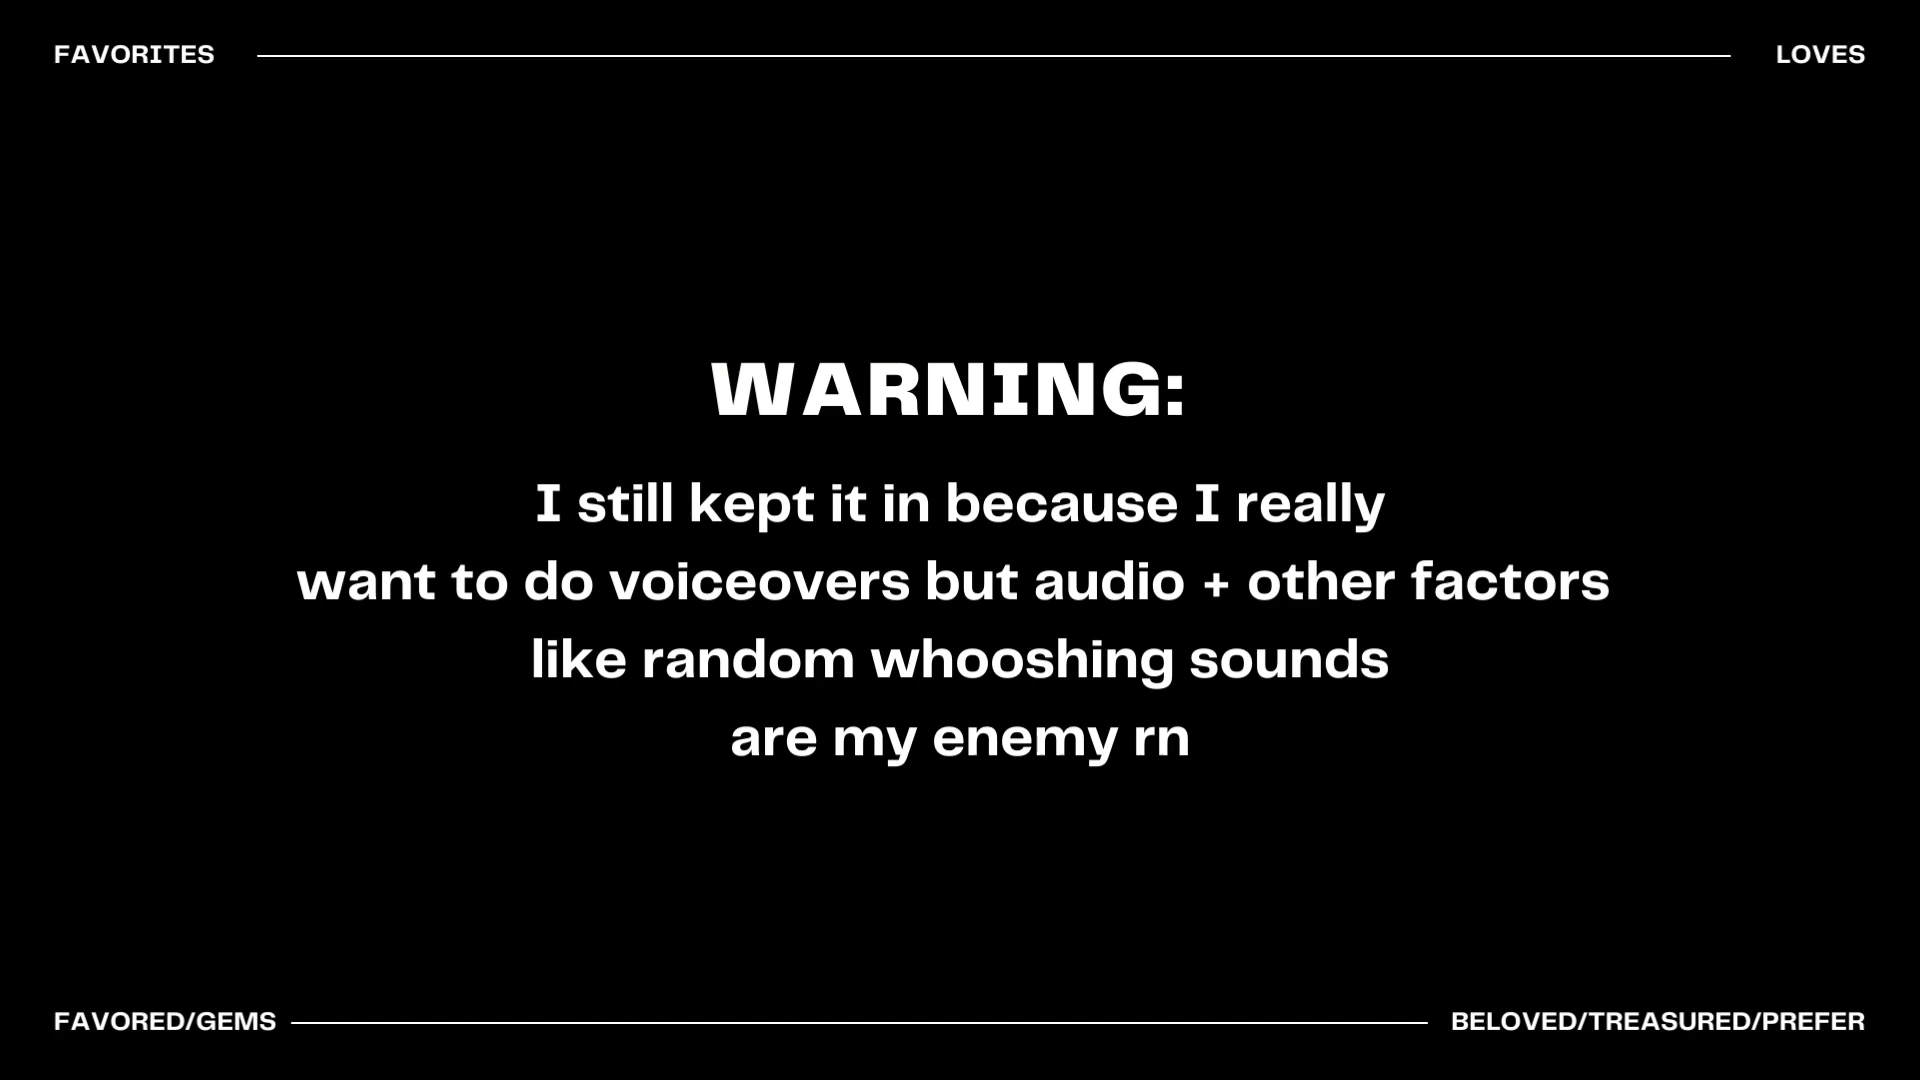 FAVORITES
LOVES
WARNING:
I still kept it in because I really
want to do voiceovers but audio + other factors
like random whooshing sounds
are my enemy rn
FAVORED/GEMS
BELOVED/TREASURED/PREFER